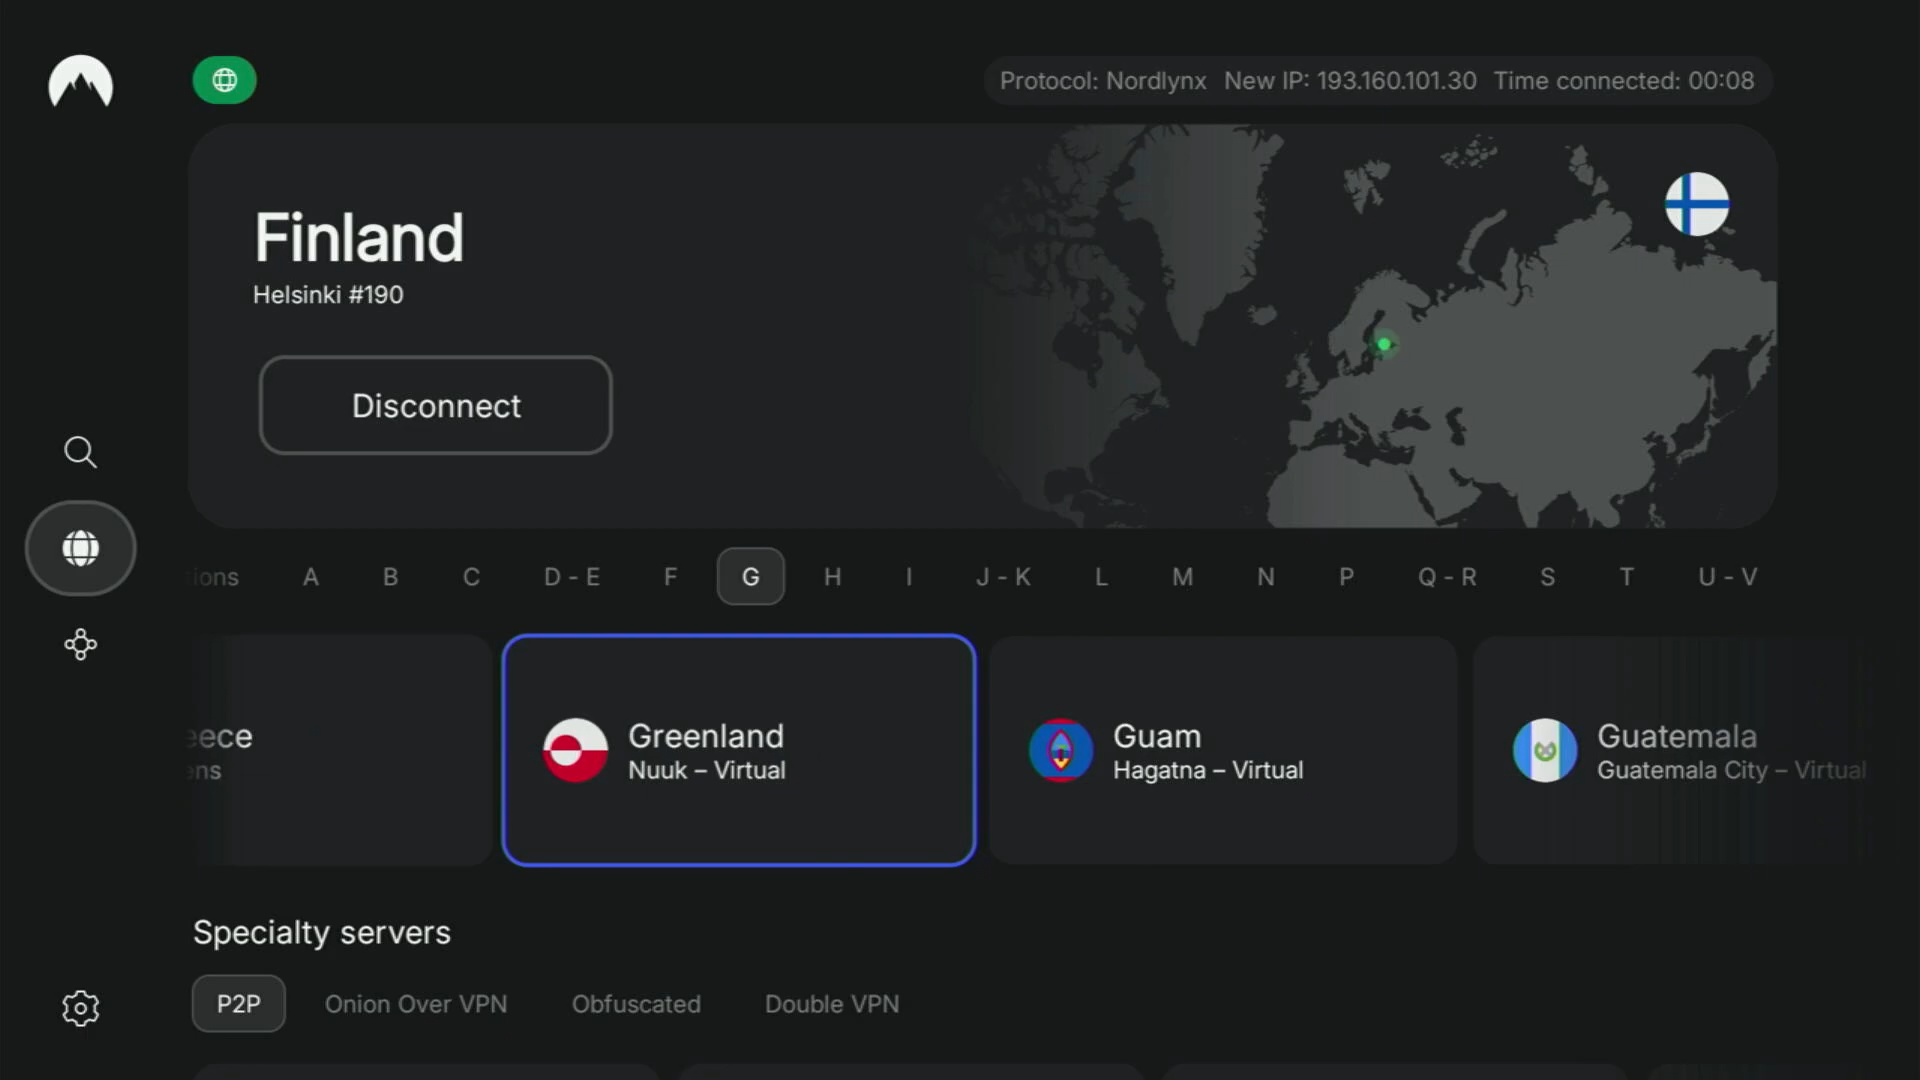 Protocol: Nordlynx New IP: 193.160.101.30 Time connected: 00:08
Finland
Helsinki #190
Disconnect
A B C D - E F G H I J - K L M N P Q - R S T U - V
Greenland
Nuuk – Virtual
Guam
Hagatna – Virtual
Guatemala
Guatemala City – Virtual
Specialty servers
P2P Onion Over VPN Obfuscated Double VPN